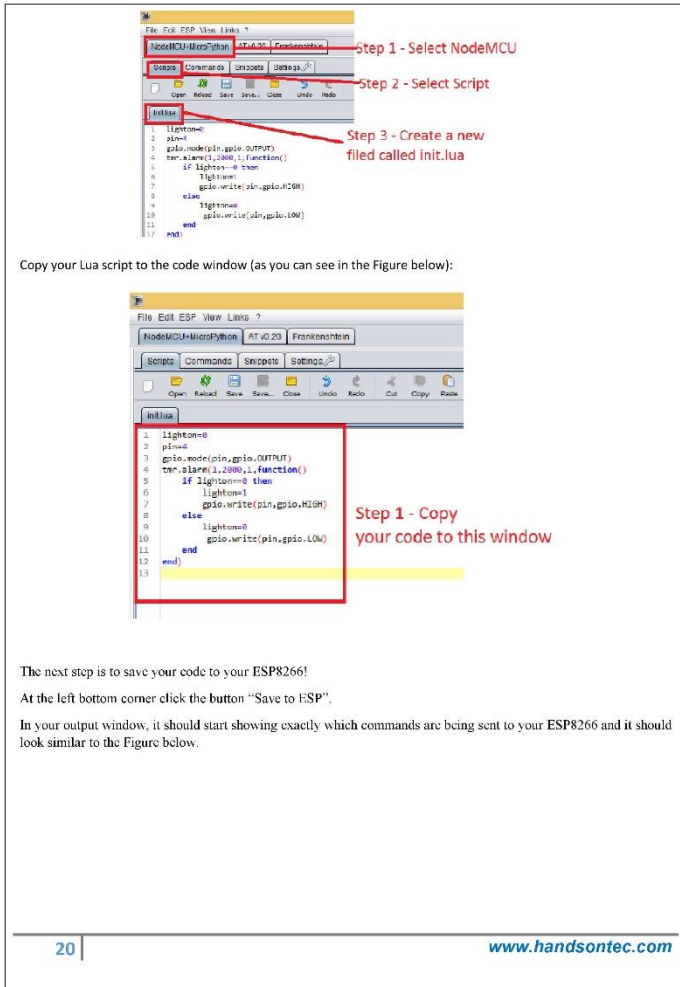 File Edit ESP View Links ?
NodeMCU+MicroPython AT v0.20 Frankenshtein
Step 1 - Select NodeMCU
Scripts Commands Snippets Settings
Step 2 - Select Script
Open Reload Save Save... Close Undo Redo
init.lua
Step 3 - Create a new
filed called init.lua
1 lighton=0
2 pin=4
3 gpio.mode(pin,gpio.OUTPUT)
4 tmr.alarm(1,2000,1,function()
5 if lighton==0 then
6 lighton=1
7 gpio.write(pin,gpio.HIGH)
8 else
9 lighton=0
10 gpio.write(pin,gpio.LOW)
11 end
12 end)
Copy your Lua script to the code window (as you can see in the Figure below):
File Edit ESP View Links ?
NodeMCU+MicroPython AT v0.20 Frankenshtein
Scripts Commands Snippets Settings
Open Reload Save Save... Close Undo Redo Cut Copy Paste
init.lua
1 lighton=0
2 pin=4
3 gpio.mode(pin,gpio.OUTPUT)
4 tmr.alarm(1,2000,1,function()
5 if lighton==0 then
6 lighton=1
7 gpio.write(pin,gpio.HIGH)
8 else
9 lighton=0
10 gpio.write(pin,gpio.LOW)
11 end
12 end)
13
Step 1 - Copy
your code to this window
The next step is to save your code to your ESP8266!
At the left bottom corner click the button “Save to ESP”.
In your output window, it should start showing exactly which commands are being sent to your ESP8266 and it should
look similar to the Figure below.
20
www.handsontec.com